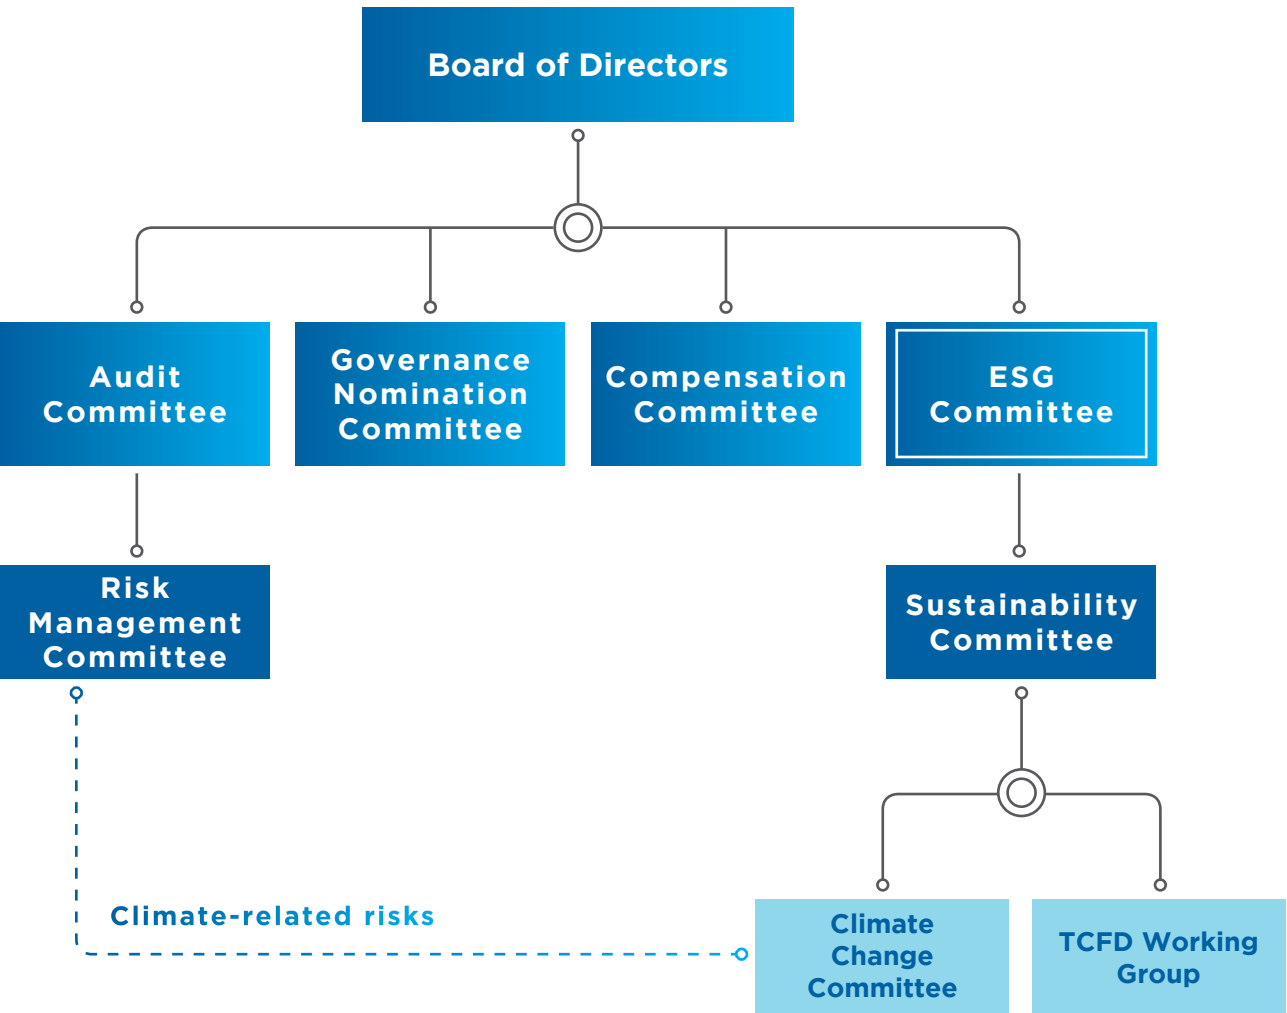 Board of Directors
Audit
Committee
Governance
Nomination
Committee
Compensation
Committee
ESG
Committee
Risk
Management
Committee
Sustainability
Committee
Climate-related risks
Climate
Change
Committee
TCFD Working
Group